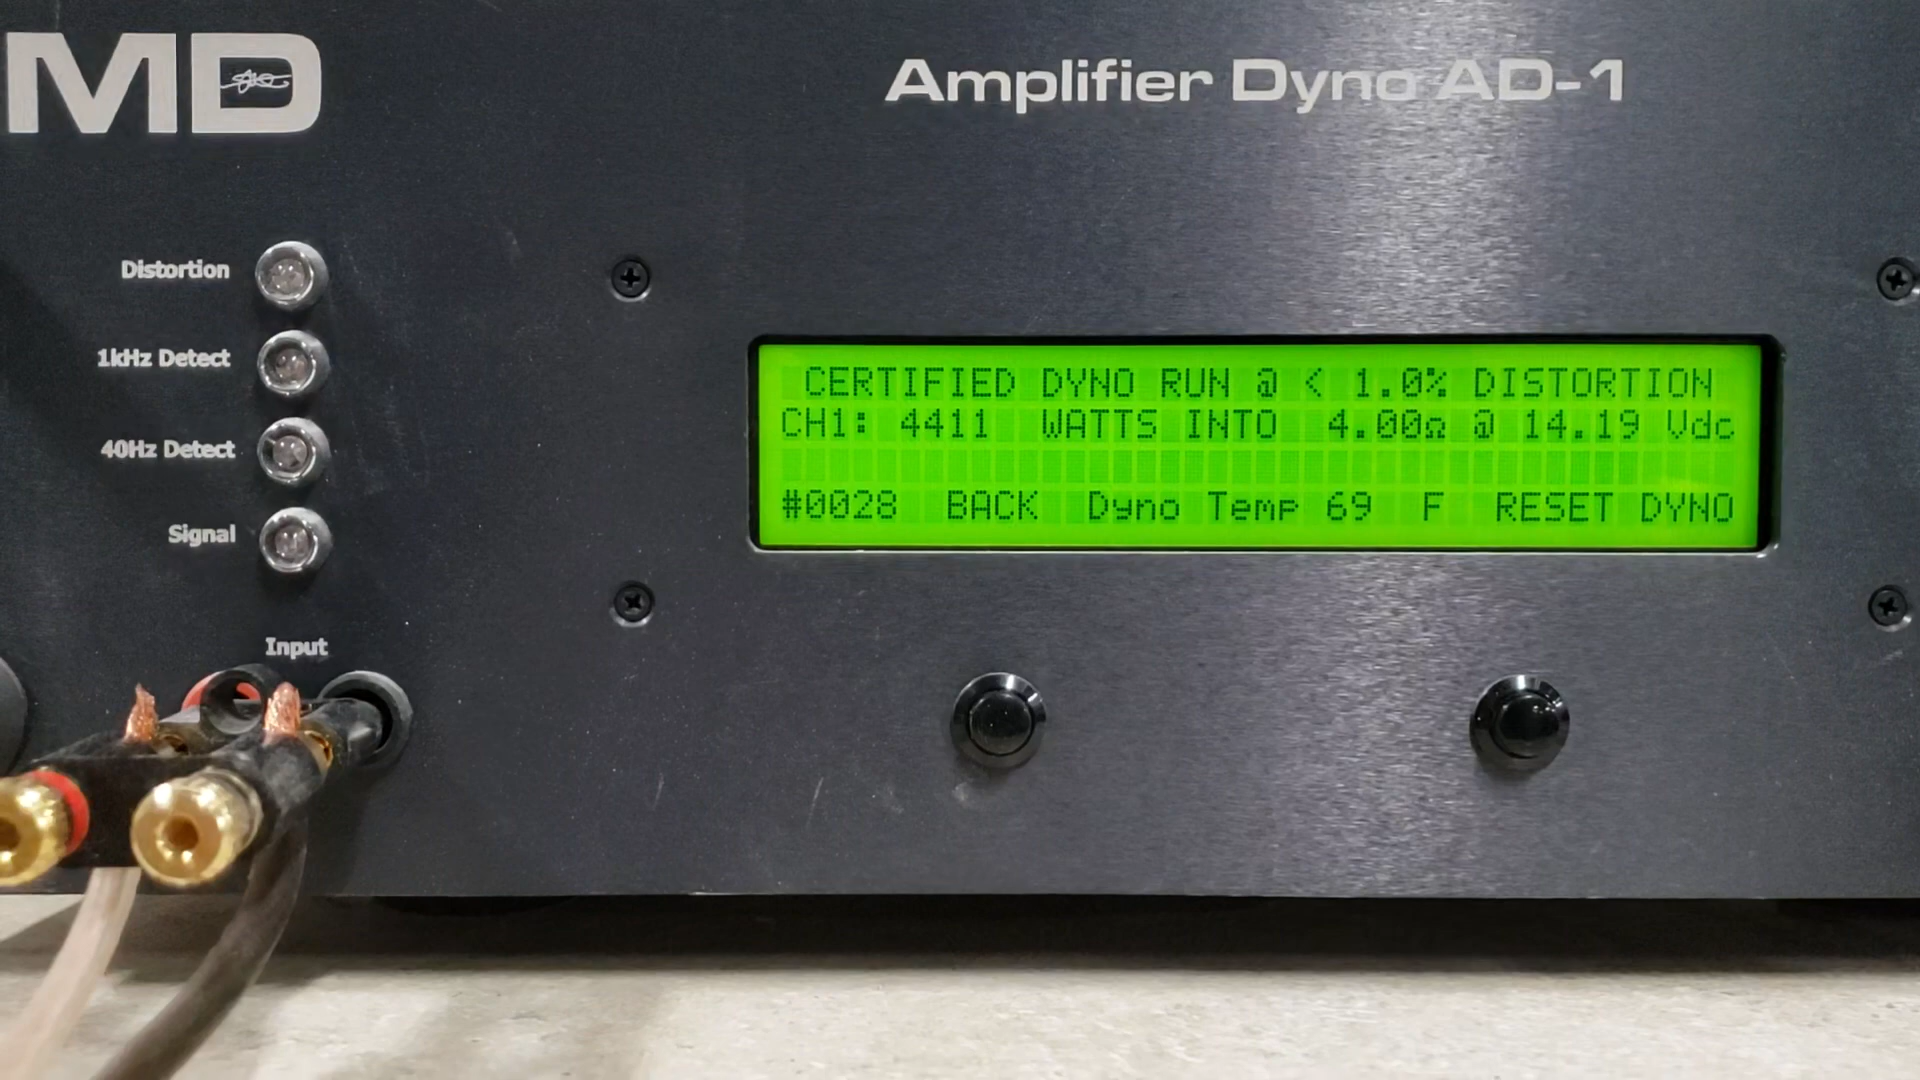 MD
Amplifier Dyno AD-1
Distortion
1kHz Detect
40Hz Detect
Signal
Input
CERTIFIED DYNO RUN @ < 1.0% DISTORTION
CH1: 4411 WATTS INTO 4.00Ω @ 14.19 Vdc
#0028 BACK Dyno Temp 69 F RESET DYNO